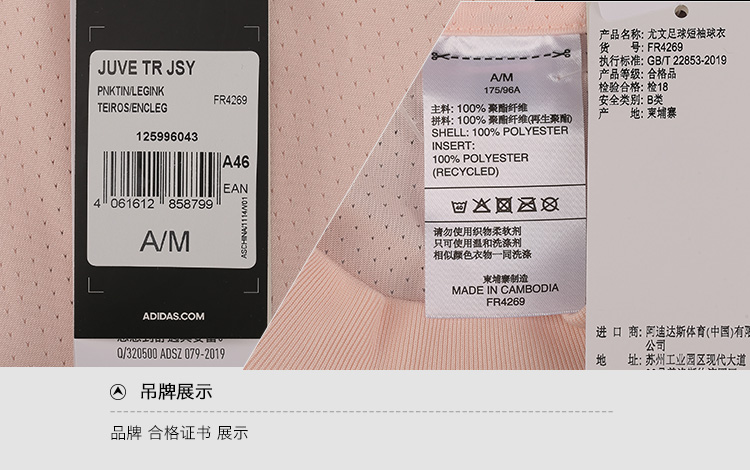 JUVE TR JSY
PNKTIN/LEGINK
TEIROS/ENCLEG
FR4269
125996043
A46
EAN
4 061612 858799
ASCHINA1114/V01
A/M
ADIDAS.COM
Q/320500 ADSZ 079-2019
A/M
175/96A
主料: 100% 聚酯纤维
拼料: 100% 聚酯纤维(再生聚酯)
SHELL: 100% POLYESTER
INSERT:
100% POLYESTER
(RECYCLED)
请勿使用织物柔软剂
只可使用温和洗涤剂
相似颜色衣物一同洗涤
柬埔寨制造
MADE IN CAMBODIA
FR4269
产品名称: 尤文足球短袖球衣
货 号: FR4269
执行标准: GB/T 22853-2019
产品等级: 合格品
检验合格: 检18
安全类别: B类
产 地: 柬埔寨
进 口 商: 阿迪达斯体育(中国)有限
公司
地 址: 苏州工业园区现代大道
吊牌展示
品牌 合格证书 展示